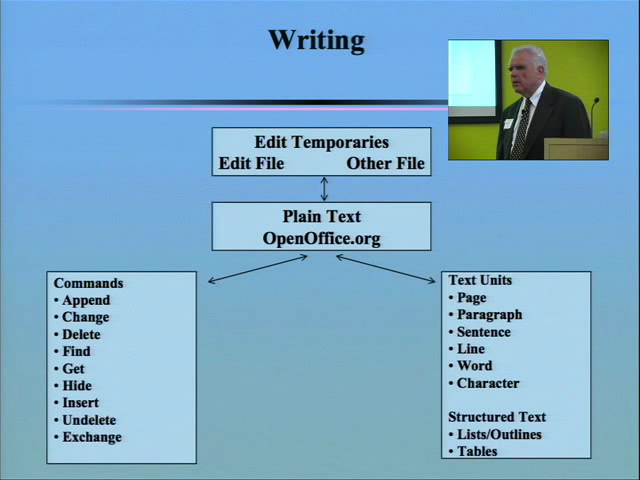 Writing
Edit Temporaries
Edit File Other File
Plain Text
OpenOffice.org
Commands
• Append
• Change
• Delete
• Find
• Get
• Hide
• Insert
• Undelete
• Exchange
Text Units
• Page
• Paragraph
• Sentence
• Line
• Word
• Character
Structured Text
• Lists/Outlines
• Tables